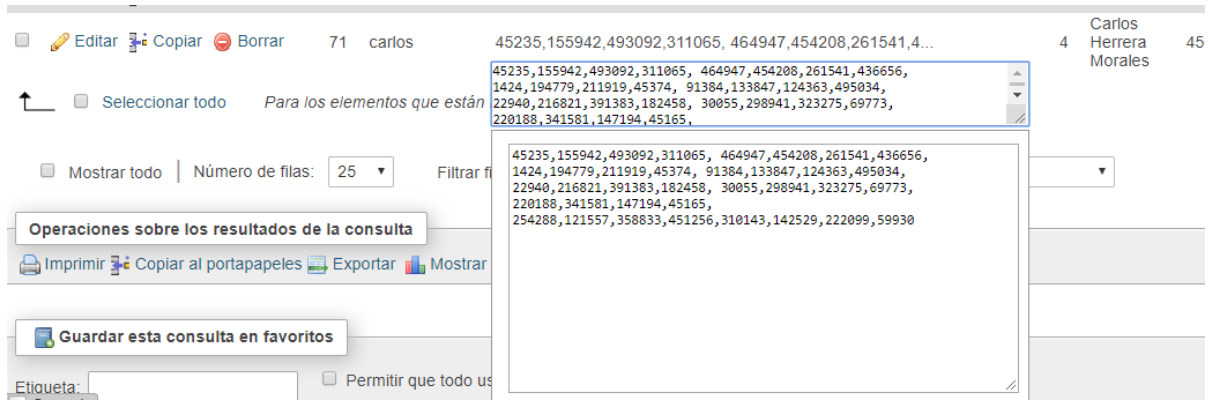 Editar Copiar Borrar 71 carlos 45235,155942,493092,311065, 464947,454208,261541,4... 4 Carlos Herrera Morales 45
45235,155942,493092,311065, 464947,454208,261541,436656,
1424,194779,211919,45374, 91384,133847,124363,495034,
22940,216821,391383,182458, 30055,298941,323275,69773,
220188,341581,147194,45165,
Seleccionar todo Para los elementos que están
45235,155942,493092,311065, 464947,454208,261541,436656,
1424,194779,211919,45374, 91384,133847,124363,495034,
22940,216821,391383,182458, 30055,298941,323275,69773,
220188,341581,147194,45165,
254288,121557,358833,451256,310143,142529,222099,59930
Mostrar todo Número de filas: 25 Filtrar fi
Operaciones sobre los resultados de la consulta
Imprimir Copiar al portapapeles Exportar Mostrar
Guardar esta consulta en favoritos
Etiqueta: Permitir que todo us